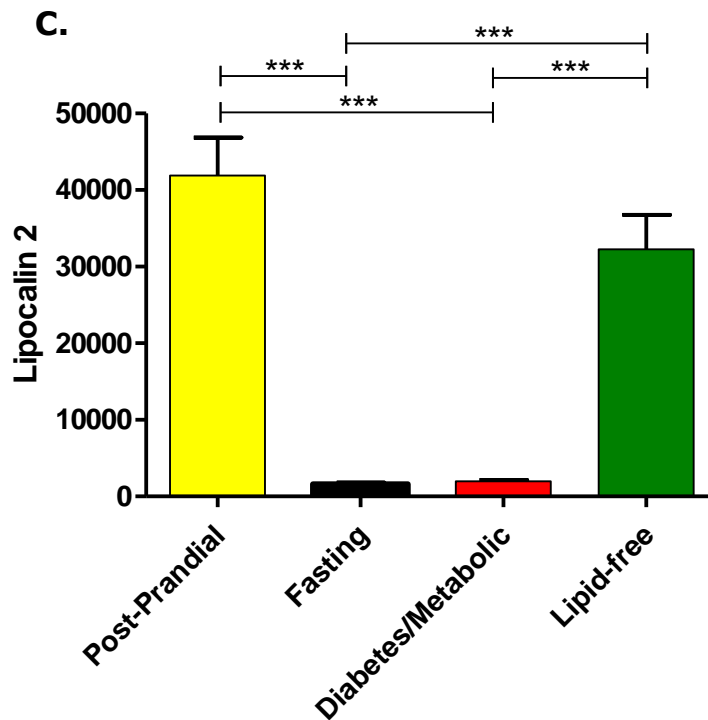 C.
***
***
***
***
50000
40000
30000
20000
10000
0
Lipocalin 2
Post-Prandial
Fasting
Diabetes/Metabolic
Lipid-free